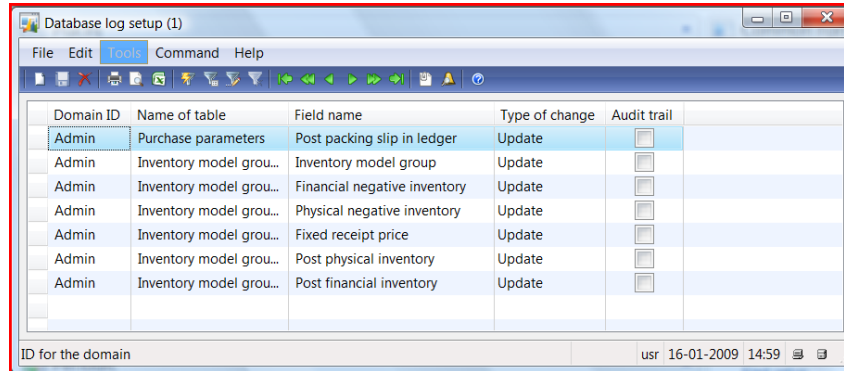 Database log setup (1)
File Edit Tools Command Help
Domain ID Name of table Field name Type of change Audit trail
Admin Purchase parameters Post packing slip in ledger Update
Admin Inventory model grou... Inventory model group Update
Admin Inventory model grou... Financial negative inventory Update
Admin Inventory model grou... Physical negative inventory Update
Admin Inventory model grou... Fixed receipt price Update
Admin Inventory model grou... Post physical inventory Update
Admin Inventory model grou... Post financial inventory Update
ID for the domain usr 16-01-2009 14:59